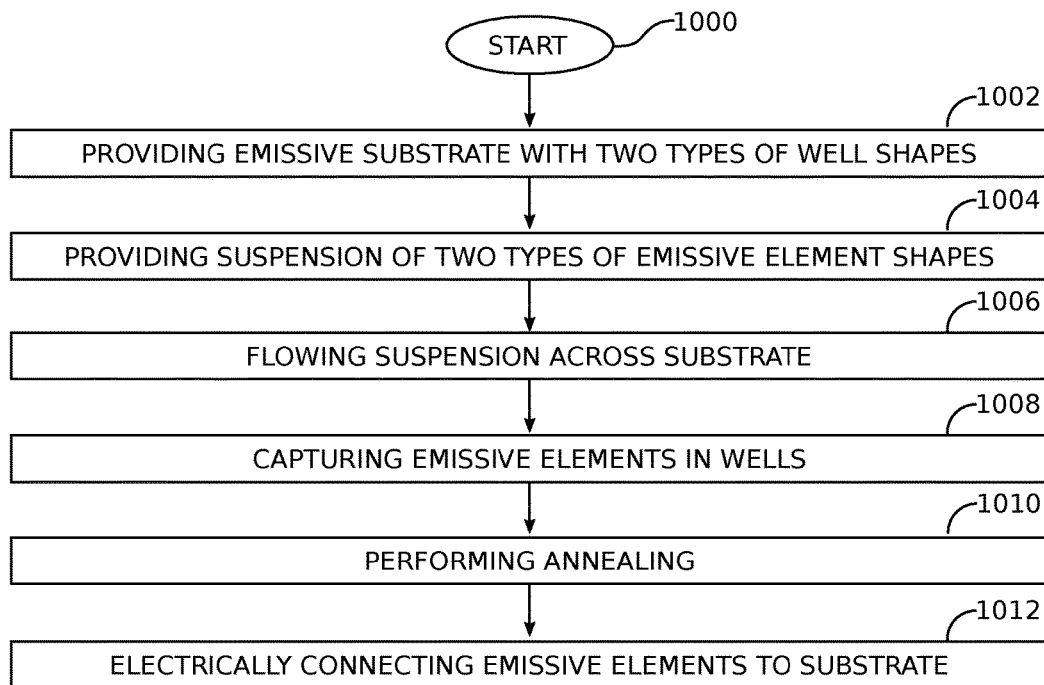 START
1000
1002
PROVIDING EMISSIVE SUBSTRATE WITH TWO TYPES OF WELL SHAPES
1004
PROVIDING SUSPENSION OF TWO TYPES OF EMISSIVE ELEMENT SHAPES
1006
FLOWING SUSPENSION ACROSS SUBSTRATE
1008
CAPTURING EMISSIVE ELEMENTS IN WELLS
1010
PERFORMING ANNEALING
1012
ELECTRICALLY CONNECTING EMISSIVE ELEMENTS TO SUBSTRATE